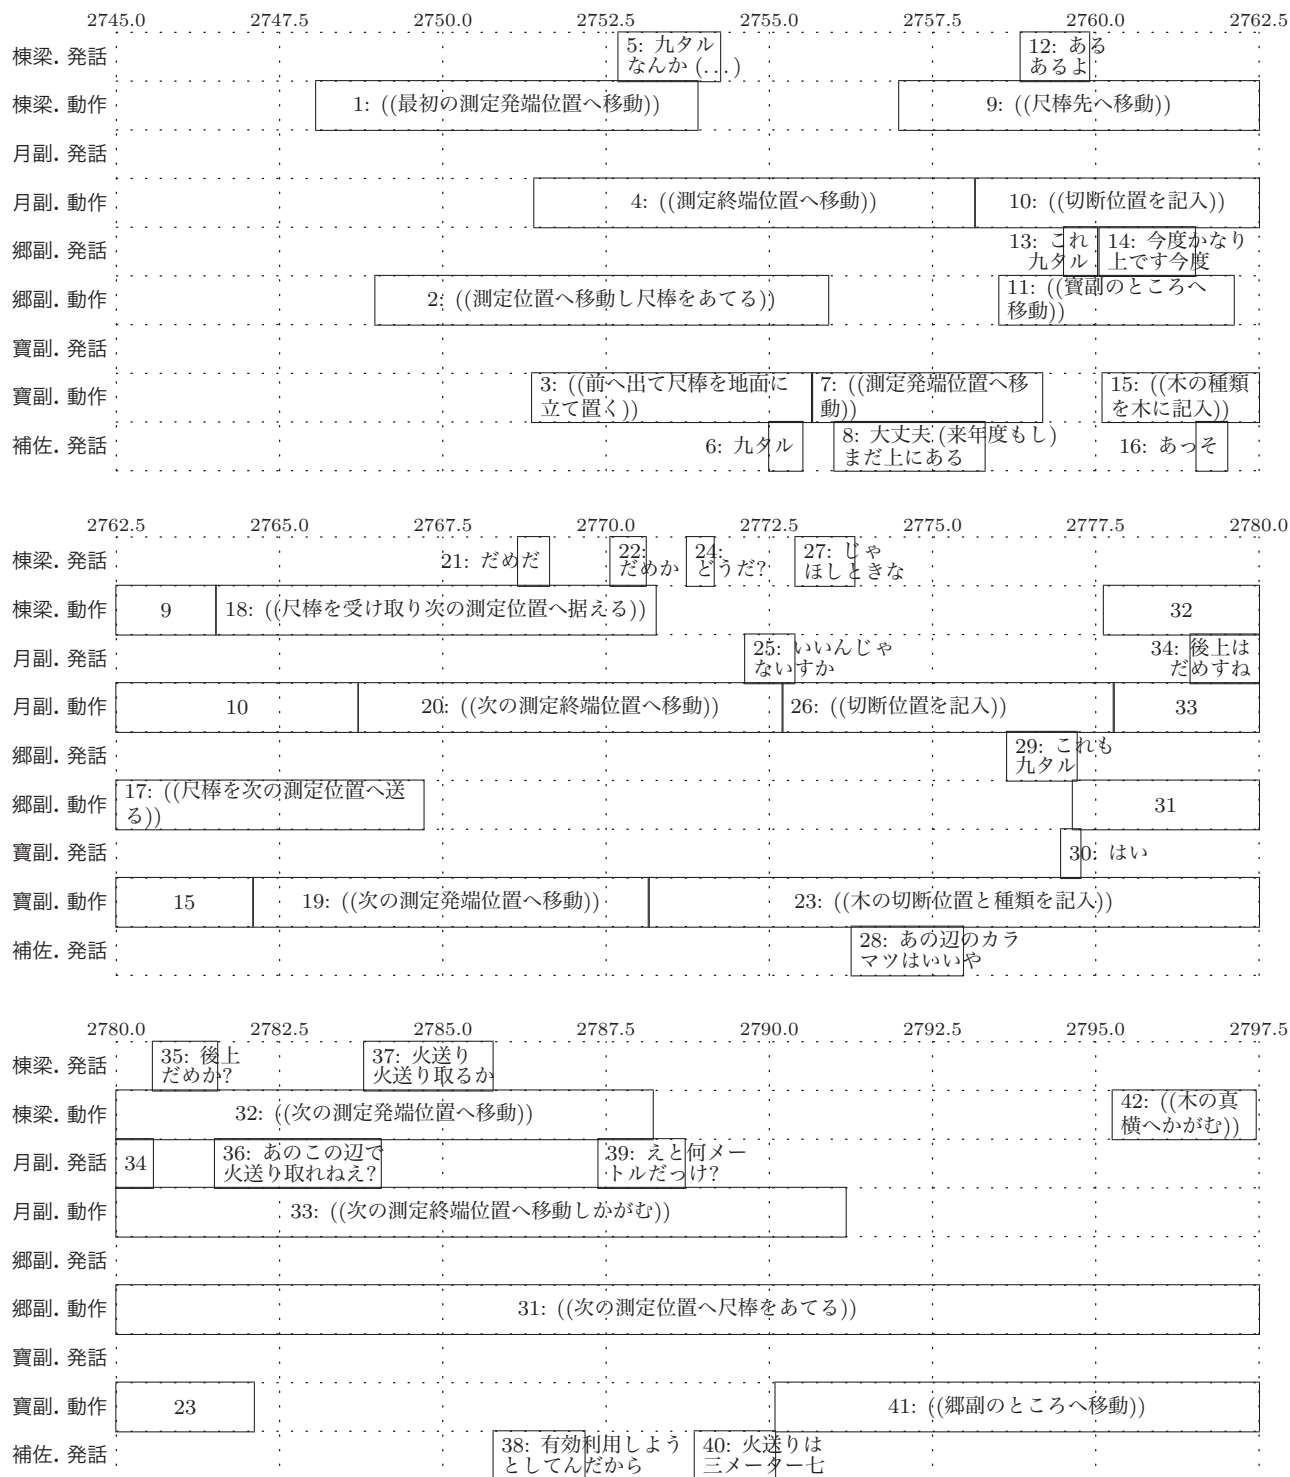 2745.0 2747.5 2750.0 2752.5 2755.0 2757.5 2760.0 2762.5
棟梁. 発話
5: 九タル
なんか (...)
12: ある
あるよ
棟梁. 動作
1: ((最初の測定発端位置へ移動))
9: ((尺棒先へ移動))
月副. 発話
月副. 動作
4: ((測定終端位置へ移動))
10: ((切断位置を記入))
郷副. 発話
13: これ
九タル
14: 今度かなり
上です今度
郷副. 動作
2: ((測定位置へ移動し尺棒をあてる))
11: ((寶副のところへ
移動))
寶副. 発話
寶副. 動作
3: ((前へ出て尺棒を地面に
立て置く))
7: ((測定発端位置へ移
動))
15: ((木の種類
を木に記入))
補佐. 発話
6: 九タル
8: 大丈夫 (来年度もし)
まだ上にある
16: あっそ
2762.5 2765.0 2767.5 2770.0 2772.5 2775.0 2777.5 2780.0
棟梁. 発話
21: だめだ
22:
だめか
24:
どうだ?
27: じゃ
ほしときな
棟梁. 動作
9
18: ((尺棒を受け取り次の測定位置へ据える))
32
月副. 発話
25: いいんじゃ
ないすか
34: 後上は
だめすね
月副. 動作
10
20: ((次の測定終端位置へ移動))
26: ((切断位置を記入))
33
郷副. 発話
29: これも
九タル
郷副. 動作
17: ((尺棒を次の測定位置へ送
る))
31
寶副. 発話
30: はい
寶副. 動作
15
19: ((次の測定発端位置へ移動))
23: ((木の切断位置と種類を記入))
補佐. 発話
28: あの辺のカラ
マツはいいや
2780.0 2782.5 2785.0 2787.5 2790.0 2792.5 2795.0 2797.5
棟梁. 発話
35: 後上
だめか?
37: 火送り
火送り取るか
棟梁. 動作
32: ((次の測定発端位置へ移動))
42: ((木の真
横へかがむ))
月副. 発話
34
36: あのこの辺で
火送り取れねえ?
39: えと何メー
トルだっけ?
月副. 動作
33: ((次の測定終端位置へ移動しかがむ))
郷副. 発話
郷副. 動作
31: ((次の測定位置へ尺棒をあてる))
寶副. 発話
寶副. 動作
23
41: ((郷副のところへ移動))
補佐. 発話
38: 有効利用しよう
としてんだから
40: 火送りは
三メーター七